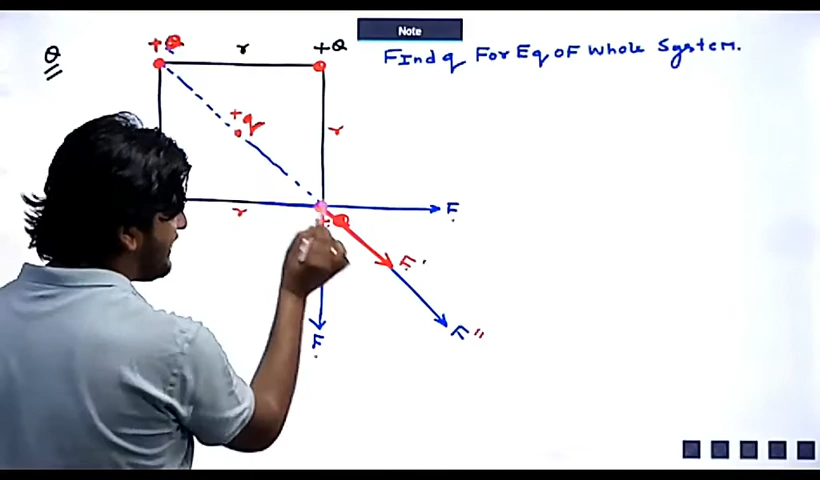 Note
Q
+Q r +Q
FInd q For Eq OF whole System.
+q
r
r
F
+
F'
F"
F